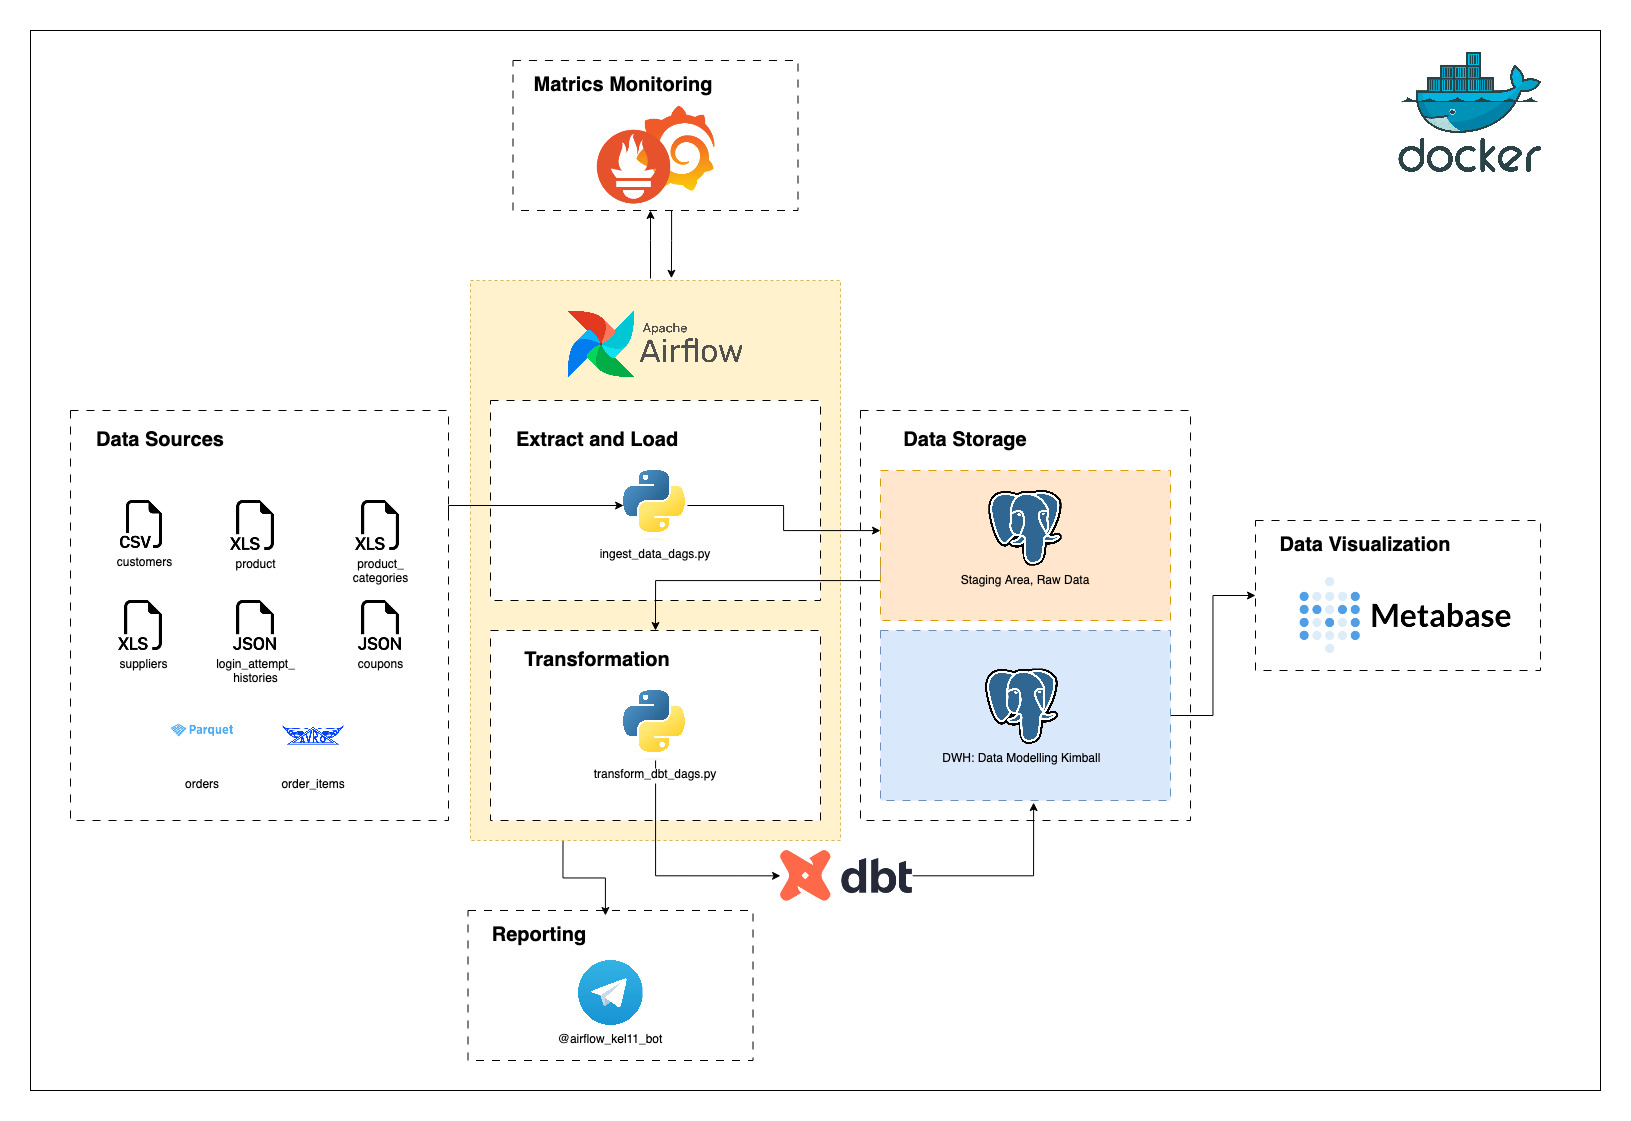 Matrics Monitoring
docker
Apache
Airflow
Data Sources
CSV
customers
XLS
product
XLS
product_
categories
XLS
suppliers
JSON
login_attempt_
histories
JSON
coupons
Parquet
orders
AVRO
order_items
Extract and Load
ingest_data_dags.py
Transformation
transform_dbt_dags.py
Data Storage
Staging Area, Raw Data
DWH: Data Modelling Kimball
Data Visualization
Metabase
dbt
Reporting
@airflow_kel11_bot